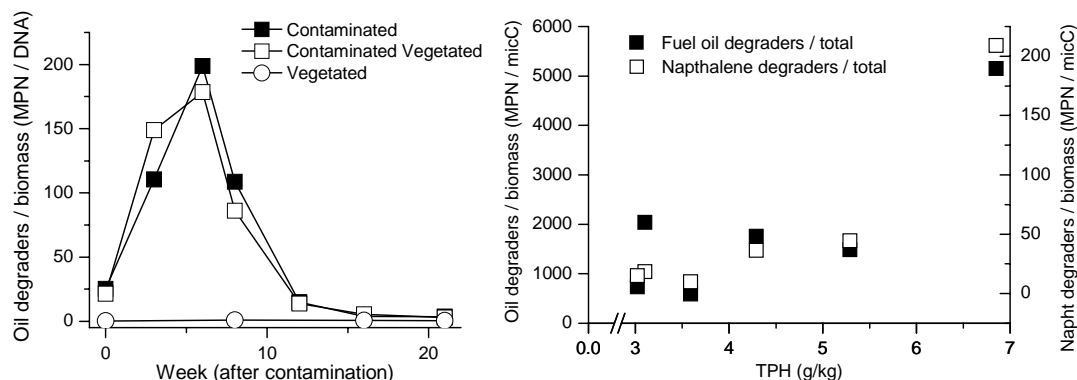 Oil degraders / biomass (MPN / DNA)
200
150
100
50
0
0
10
20
Week (after contamination)
Contaminated
Contaminated Vegetated
Vegetated
Oil degraders / biomass (MPN / micC)
6000
5000
4000
3000
2000
1000
0
0.0
3
4
5
6
7
TPH (g/kg)
Fuel oil degraders / total
Napthalene degraders / total
200
150
100
50
0
Napht degraders / biomass (MPN / micC)